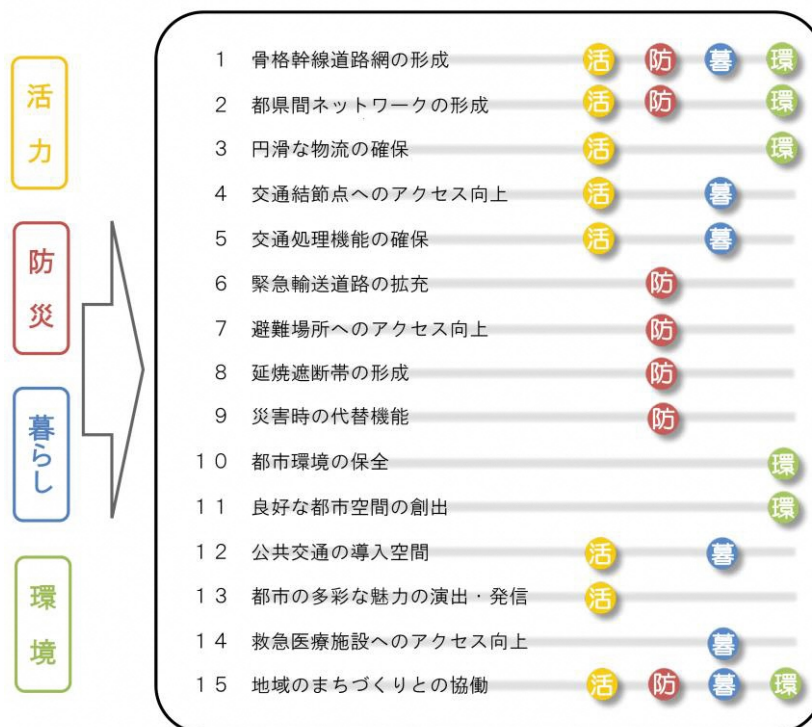 活力
防災
暮らし
環境
1 骨格幹線道路網の形成 活 防 暮 環
2 都県間ネットワークの形成 活 防 環
3 円滑な物流の確保 活 環
4 交通結節点へのアクセス向上 活 暮
5 交通処理機能の確保 活 暮
6 緊急輸送道路の拡充 防
7 避難場所へのアクセス向上 防
8 延焼遮断帯の形成 防
9 災害時の代替機能 防
10 都市環境の保全 環
11 良好な都市空間の創出 環
12 公共交通の導入空間 活 暮
13 都市の多彩な魅力の演出・発信 活
14 救急医療施設へのアクセス向上 暮
15 地域のまちづくりとの協働 活 防 暮 環